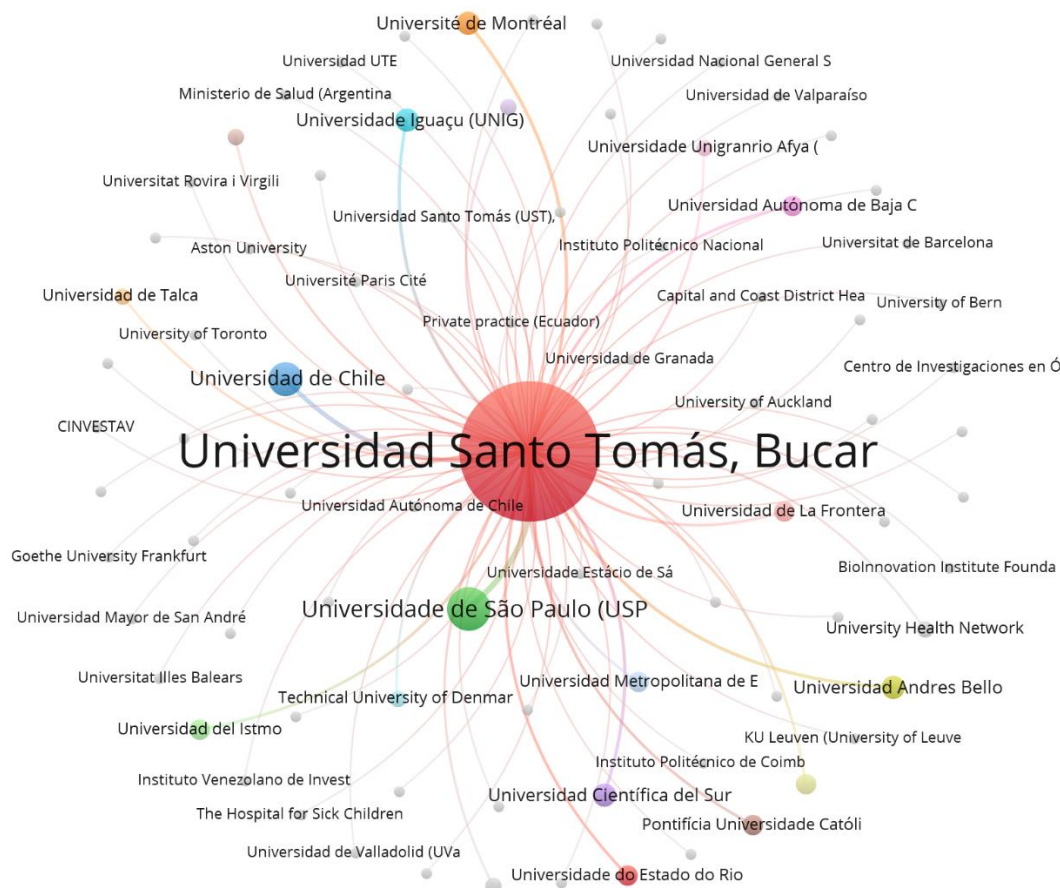 Université de Montréal
Universidad UTE
Universidad Nacional General S
Ministerio de Salud (Argentina
Universidad de Valparaíso
Universidade Iguaçu (UNIG)
Universidade Unigranrio Afya (
Universitat Rovira i Virgili
Universidad Autónoma de Baja C
Universidad Santo Tomás (UST),
Aston University
Instituto Politécnico Nacional
Universitat de Barcelona
Université Paris Cité
Universidad de Talca
Capital and Coast District Hea
University of Bern
Private practice (Ecuador)
University of Toronto
Universidad de Granada
Centro de Investigaciones en Ó
Universidad de Chile
University of Auckland
CINVESTAV
Universidad Santo Tomás, Bucar
Universidad Autónoma de Chile
Universidad de La Frontera
Goethe University Frankfurt
Universidade Estácio de Sá
BioInnovation Institute Founda
Universidade de São Paulo (USP
Universidad Mayor de San André
University Health Network
Universitat Illes Balears
Technical University of Denmar
Universidad Metropolitana de E
Universidad Andres Bello
Universidad del Istmo
KU Leuven (University of Leuve
Instituto Politécnico de Coimb
Instituto Venezolano de Invest
Universidad Científica del Sur
The Hospital for Sick Children
Pontifícia Universidade Católi
Universidad de Valladolid (UVa
Universidade do Estado do Rio